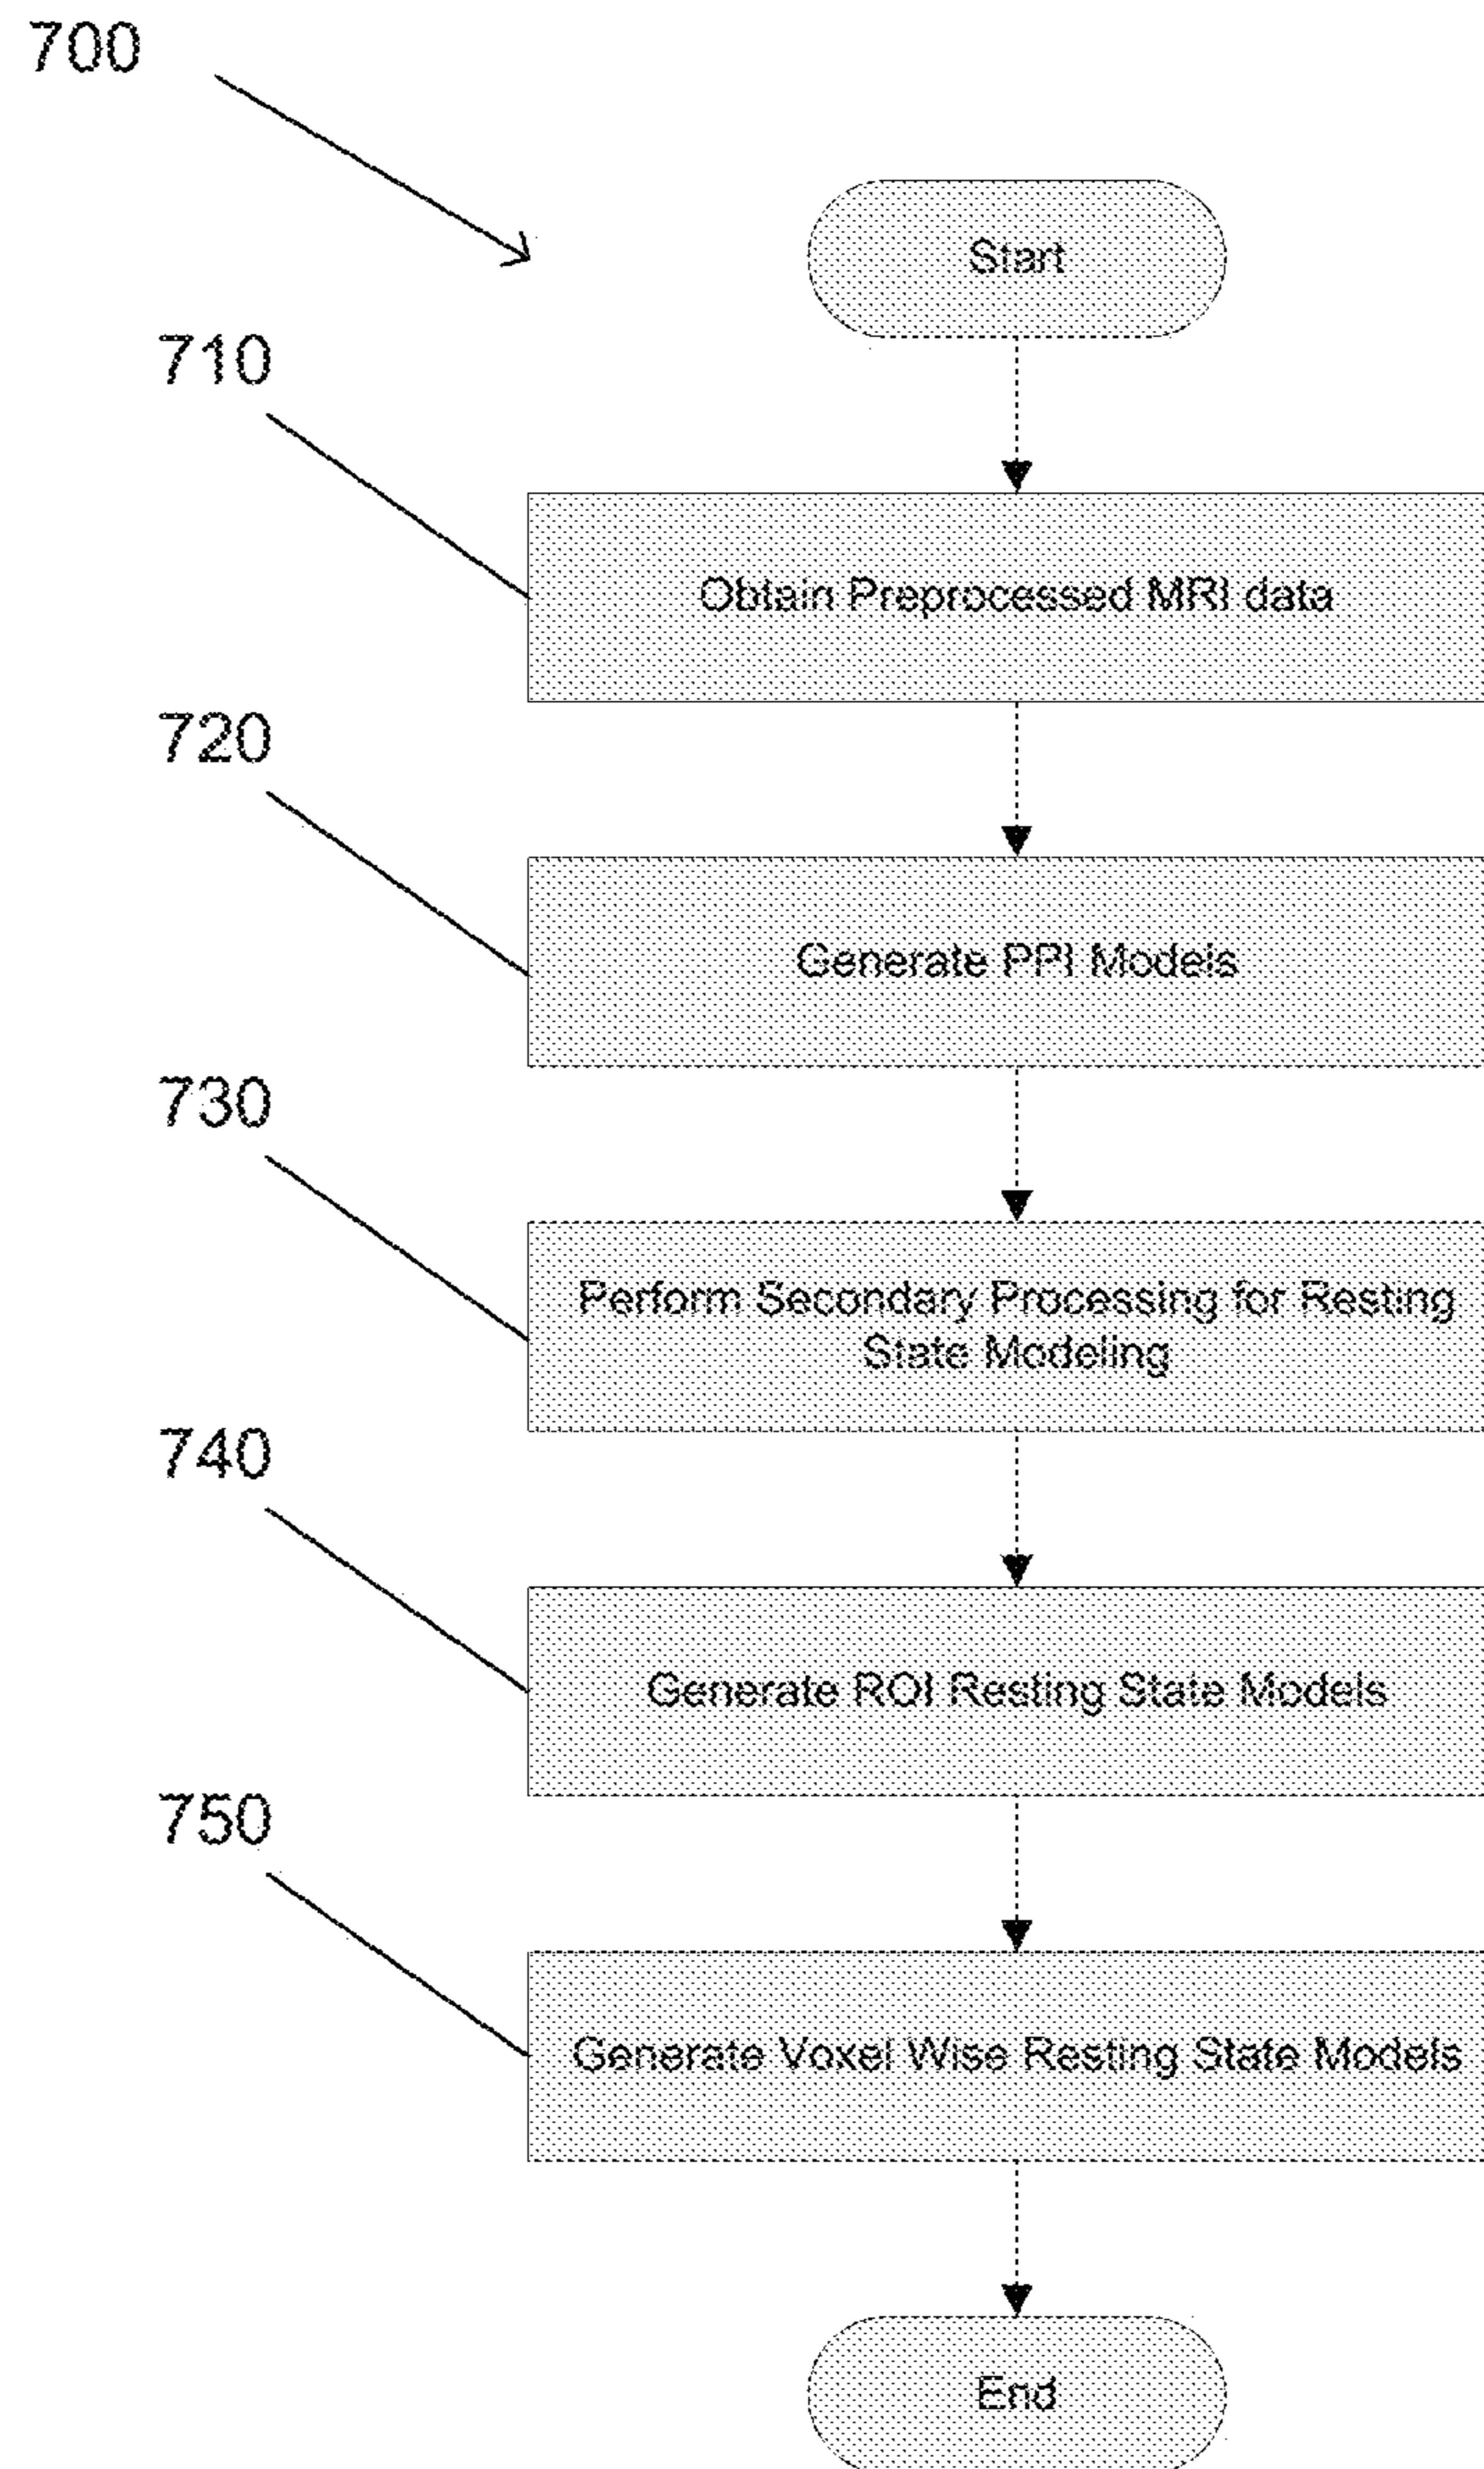 700
Start
710
Obtain Preprocessed MRI data
720
Generate PPI Models
730
Perform Secondary Processing for Resting
State Modeling
740
Generate ROI Resting State Models
750
Generate Voxel Wise Resting State Models
End